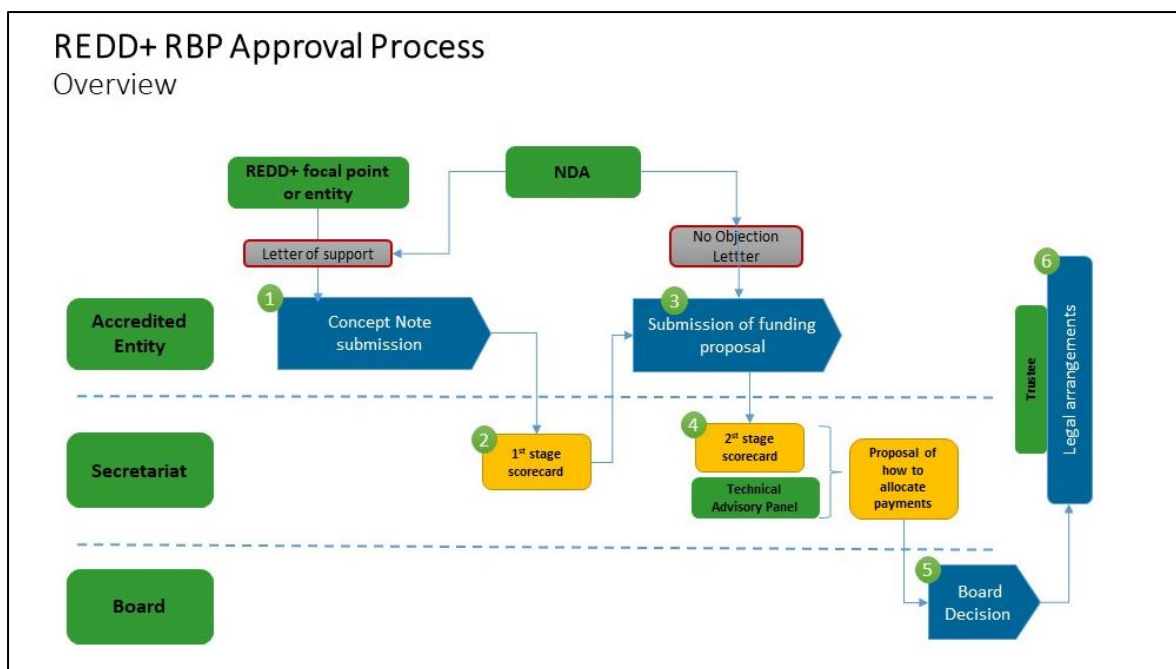 REDD+ RBP Approval Process
Overview
REDD+ focal point
or entity
NDA
Letter of support
No Objection
Lettter
1
Concept Note
submission
3
Submission of funding
proposal
6
Legal arrangements
Trustee
Accredited
Entity
2
1st stage
scorecard
4
2st stage
scorecard
Technical
Advisory Panel
Proposal of
how to
allocate
payments
Secretariat
5
Board
Decision
Board